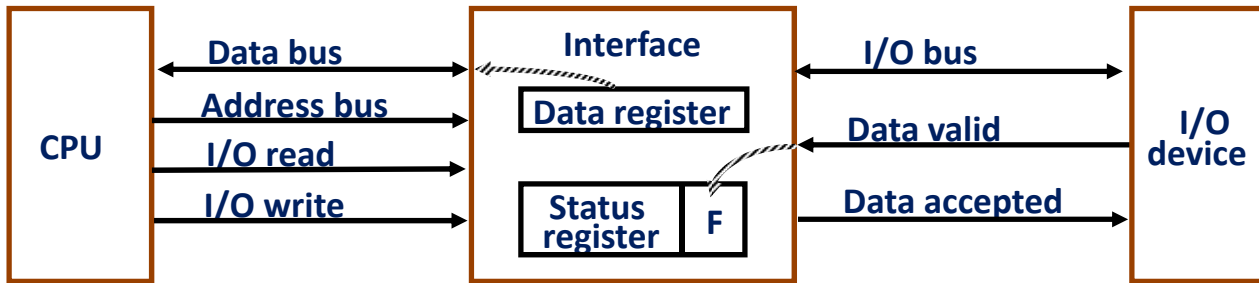 Data bus
Interface
I/O bus
Address bus
Data register
Data valid
CPU
I/O read
I/O
device
I/O write
Status
register
F
Data accepted